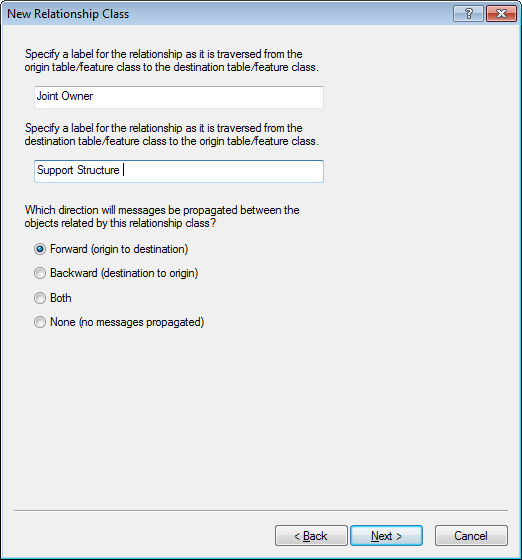 New Relationship Class
?
Specify a label for the relationship as it is traversed from the
origin table/feature class to the destination table/feature class.
Joint Owner
Specify a label for the relationship as it is traversed from the
destination table/feature class to the origin table/feature class.
Support Structure
Which direction will messages be propagated between the
objects related by this relationship class?
Forward (origin to destination)
Backward (destination to origin)
Both
None (no messages propagated)
< Back Next > Cancel